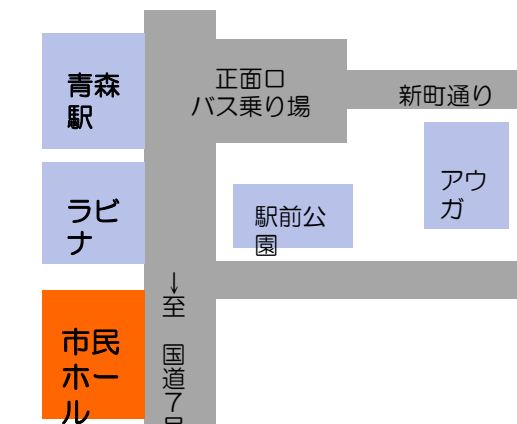 青森
駅
正面口
バス乗り場
新町通り
アウ
ガ
ラビ
ナ
駅前公
園
市民
ホー
ル
↓至 国道7号